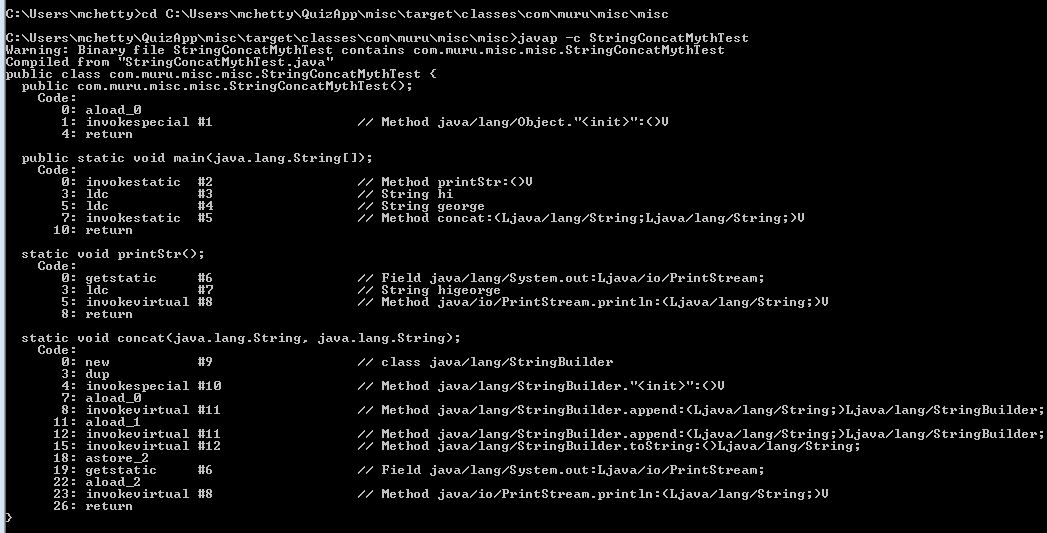 C:\Users\mchetty>cd C:\Users\mchetty\QuizApp\misc\target\classes\com\muru\misc\misc
C:\Users\mchetty\QuizApp\misc\target\classes\com\muru\misc\misc>javap -c StringConcatMythTest
Warning: Binary file StringConcatMythTest contains com.muru.misc.misc.StringConcatMythTest
Compiled from "StringConcatMythTest.java"
public class com.muru.misc.misc.StringConcatMythTest {
  public com.muru.misc.misc.StringConcatMythTest();
    Code:
       0: aload_0
       1: invokespecial #1                  // Method java/lang/Object."<init>":()V
       4: return
  public static void main(java.lang.String[]);
    Code:
       0: invokestatic  #2                  // Method printStr:()V
       3: ldc           #3                  // String hi
       5: ldc           #4                  // String george
       7: invokestatic  #5                  // Method concat:(Ljava/lang/String;Ljava/lang/String;)V
      10: return
  static void printStr();
    Code:
       0: getstatic     #6                  // Field java/lang/System.out:Ljava/io/PrintStream;
       3: ldc           #7                  // String higeorge
       5: invokevirtual #8                  // Method java/io/PrintStream.println:(Ljava/lang/String;)V
       8: return
  static void concat(java.lang.String, java.lang.String);
    Code:
       0: new           #9                  // class java/lang/StringBuilder
       3: dup
       4: invokespecial #10                 // Method java/lang/StringBuilder."<init>":()V
       7: aload_0
       8: invokevirtual #11                 // Method java/lang/StringBuilder.append:(Ljava/lang/String;)Ljava/lang/StringBuilder;
      11: aload_1
      12: invokevirtual #11                 // Method java/lang/StringBuilder.append:(Ljava/lang/String;)Ljava/lang/StringBuilder;
      15: invokevirtual #12                 // Method java/lang/StringBuilder.toString:()Ljava/lang/String;
      18: astore_2
      19: getstatic     #6                  // Field java/lang/System.out:Ljava/io/PrintStream;
      22: aload_2
      23: invokevirtual #8                  // Method java/io/PrintStream.println:(Ljava/lang/String;)V
      26: return
}